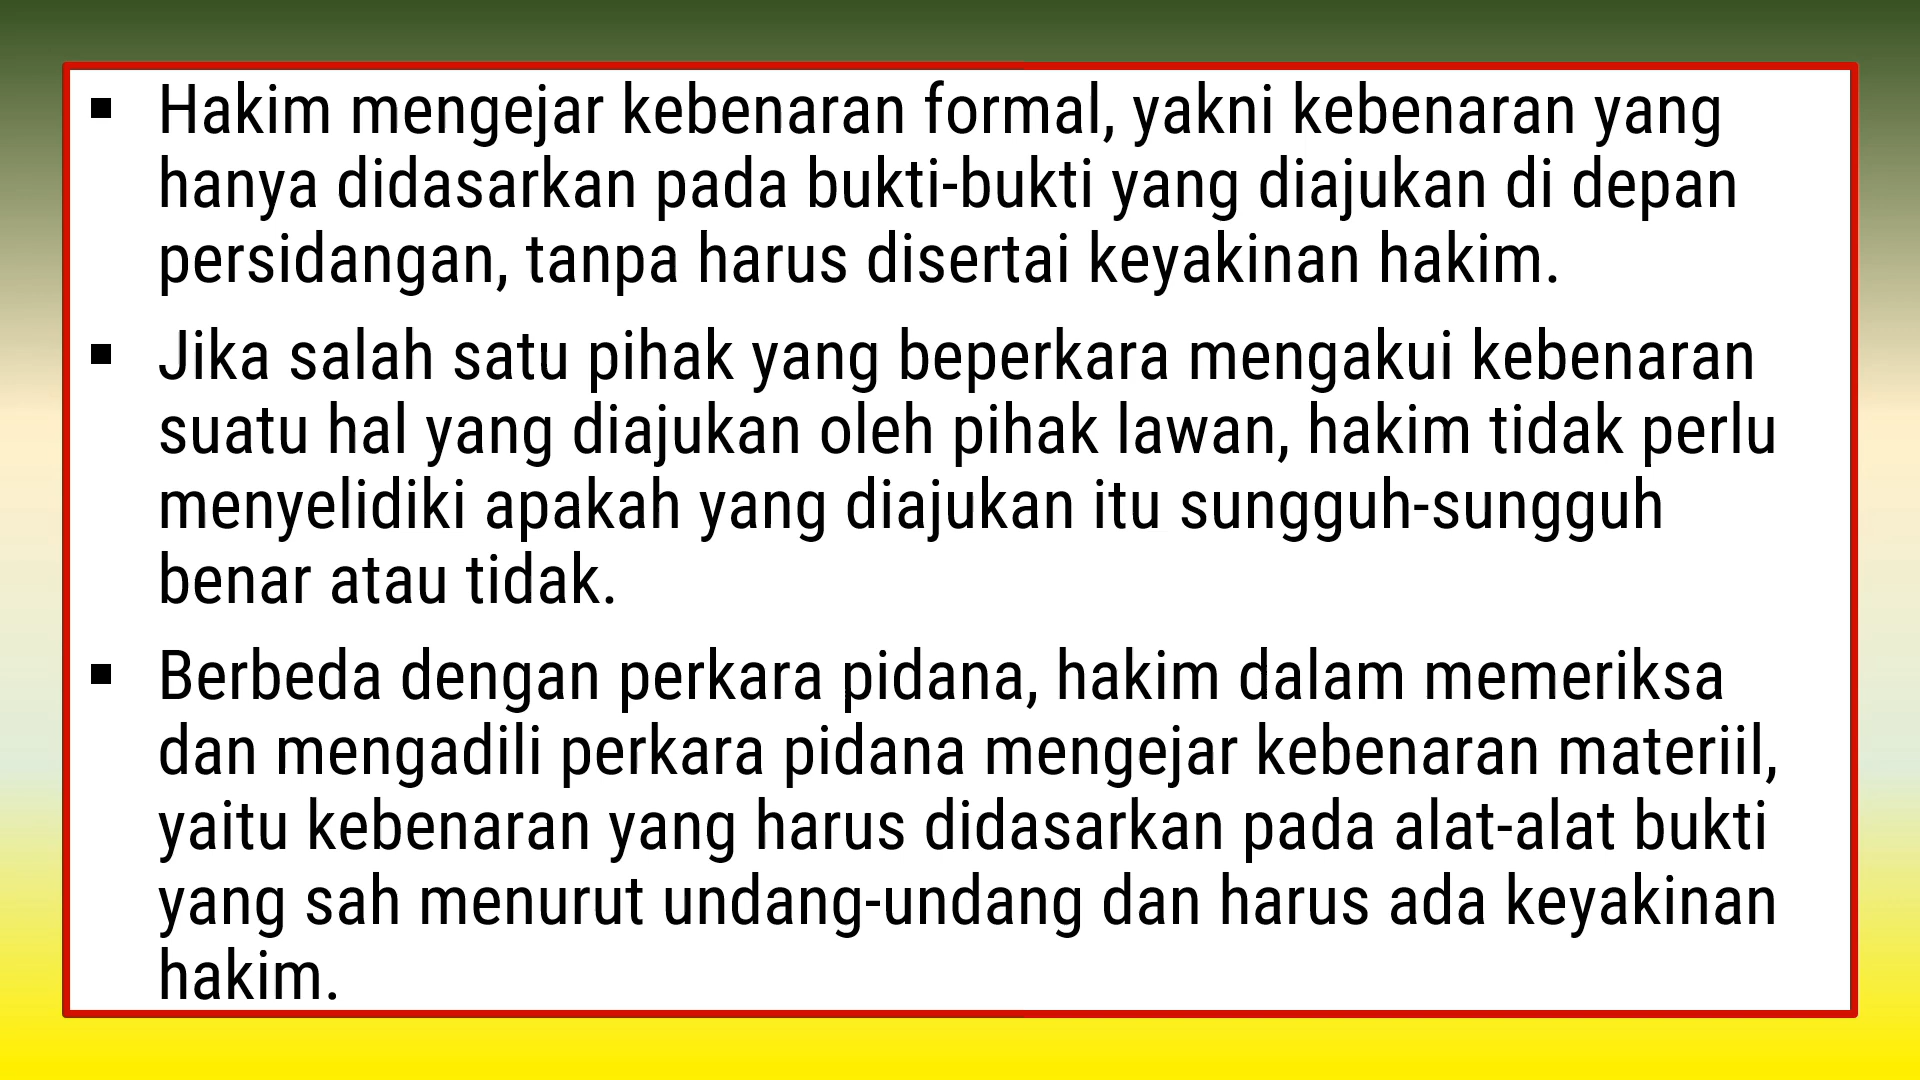 ▪ Hakim mengejar kebenaran formal, yakni kebenaran yang
hanya didasarkan pada bukti-bukti yang diajukan di depan
persidangan, tanpa harus disertai keyakinan hakim.
▪ Jika salah satu pihak yang beperkara mengakui kebenaran
suatu hal yang diajukan oleh pihak lawan, hakim tidak perlu
menyelidiki apakah yang diajukan itu sungguh-sungguh
benar atau tidak.
▪ Berbeda dengan perkara pidana, hakim dalam memeriksa
dan mengadili perkara pidana mengejar kebenaran materiil,
yaitu kebenaran yang harus didasarkan pada alat-alat bukti
yang sah menurut undang-undang dan harus ada keyakinan
hakim.